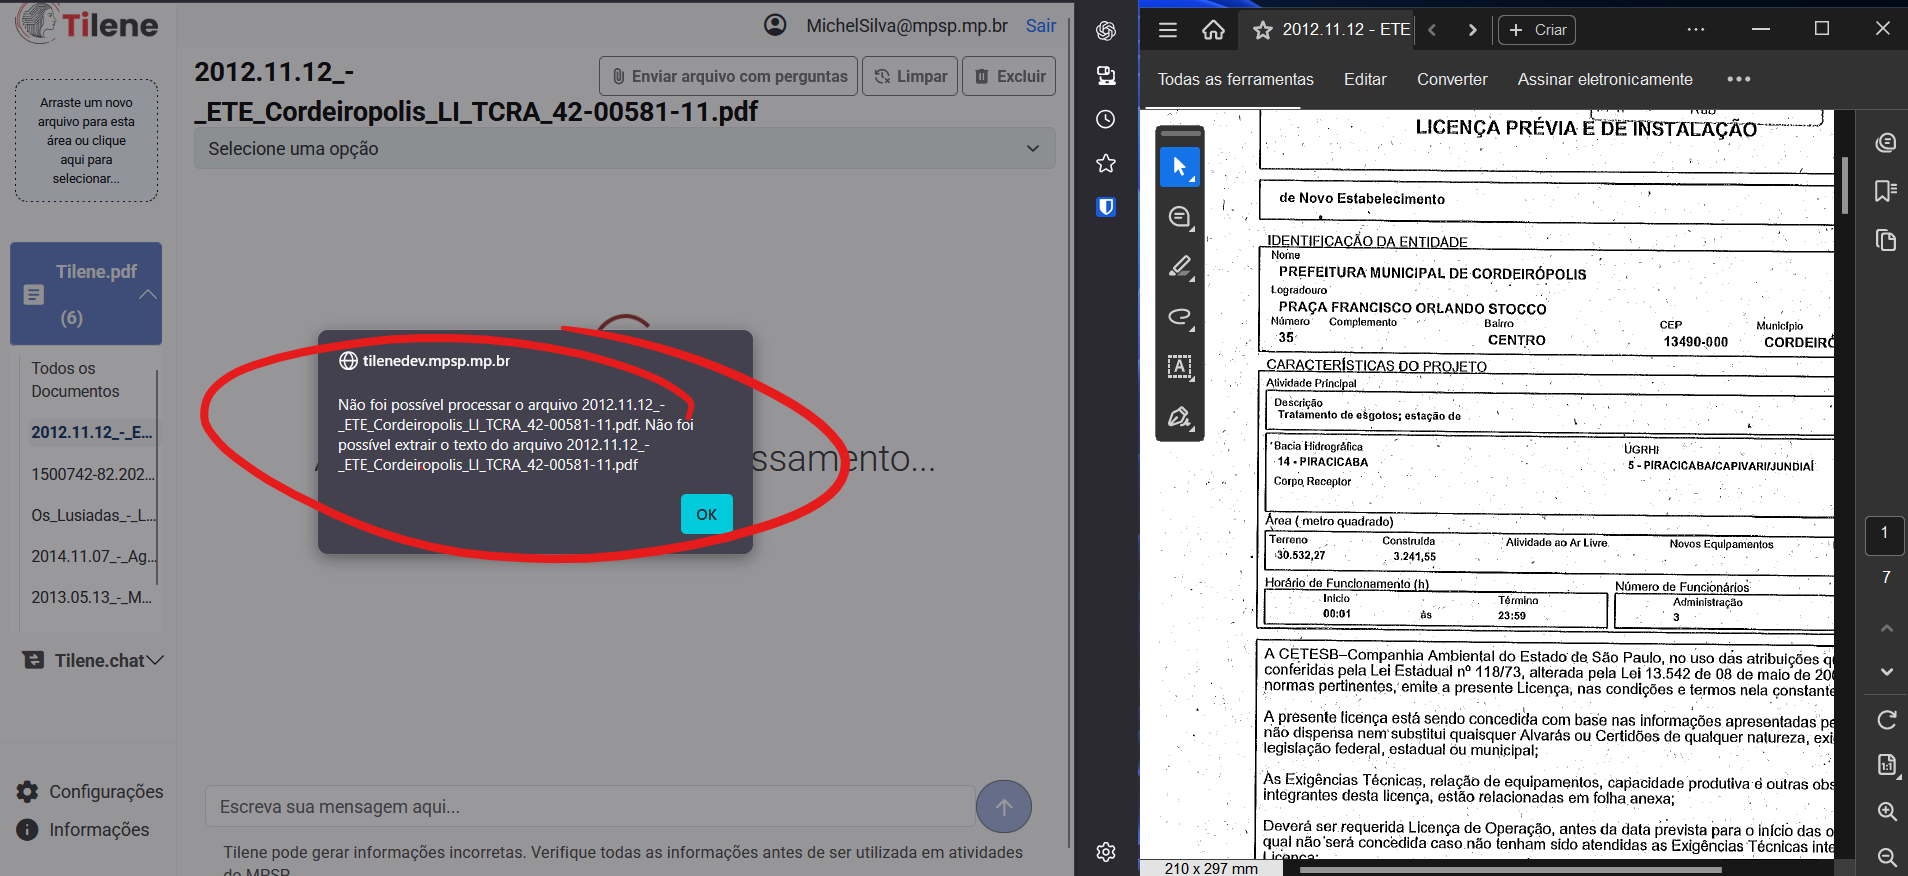 Tilene
MichelSilva@mpsp.mp.br
Sair
Arraste um novo
arquivo para esta
área ou clique
aqui para
selecionar...
2012.11.12_-
_ETE_Cordeiropolis_LI_TCRA_42-00581-11.pdf
Enviar arquivo com perguntas
Limpar
Excluir
Selecione uma opção
Tilene.pdf
(6)
Todos os
Documentos
2012.11.12_-_E...
1500742-82.202...
Os_Lusiadas_-_L...
2014.11.07_-_Ag...
2013.05.13_-_M...
Tilene.chat
Configurações
Informações
tilenedev.mpsp.mp.br
Não foi possível processar o arquivo 2012.11.12_-
_ETE_Cordeiropolis_LI_TCRA_42-00581-11.pdf. Não foi
possível extrair o texto do arquivo 2012.11.12_-
_ETE_Cordeiropolis_LI_TCRA_42-00581-11.pdf
OK
ssamento...
Escreva sua mensagem aqui...
Tilene pode gerar informações incorretas. Verifique todas as informações antes de ser utilizada em atividades
do MPSP
2012.11.12 - ETE
Criar
Todas as ferramentas
Editar
Converter
Assinar eletronicamente
LICENÇA PRÉVIA E DE INSTALAÇÃO
de Novo Estabelecimento
IDENTIFICAÇÃO DA ENTIDADE
Nome
PREFEITURA MUNICIPAL DE CORDEIRÓPOLIS
Logradouro
PRAÇA FRANCISCO ORLANDO STOCCO
Número Complemento Bairro CEP Município
35 CENTRO 13490-000 CORDEIRÓ
CARACTERÍSTICAS DO PROJETO
Atividade Principal
Descrição
Tratamento de esgotos; estação de
Bacia Hidrográfica UGRHI
14 - PIRACICABA 5 - PIRACICABA/CAPIVARI/JUNDIAÍ
Corpo Receptor
Área ( metro quadrado)
Terreno Construída Atividade ao Ar Livre Novos Equipamentos
30.532,27 3.241,55
Horário de Funcionamento (h) Número de Funcionários
Início Término Administração
00:01 às 23:59 3
A CETESB–Companhia Ambiental do Estado de São Paulo, no uso das atribuições q
conferidas pela Lei Estadual nº 118/73, alterada pela Lei 13.542 de 08 de maio de 20
normas pertinentes, emite a presente Licença, nas condições e termos nela constante
A presente licença está sendo concedida com base nas informações apresentadas pe
não dispensa nem substitui quaisquer Alvarás ou Certidões de qualquer natureza, exi
legislação federal, estadual ou municipal;
As Exigências Técnicas, relação de equipamentos, capacidade produtiva e outras obs
integrantes desta licença, estão relacionadas em folha anexa;
Deverá ser requerida Licença de Operação, antes da data prevista para o início das o
qual não será concedida caso não tenham sido atendidas as Exigências Técnicas inte
Licença;
210 x 297 mm
1
7
1:1